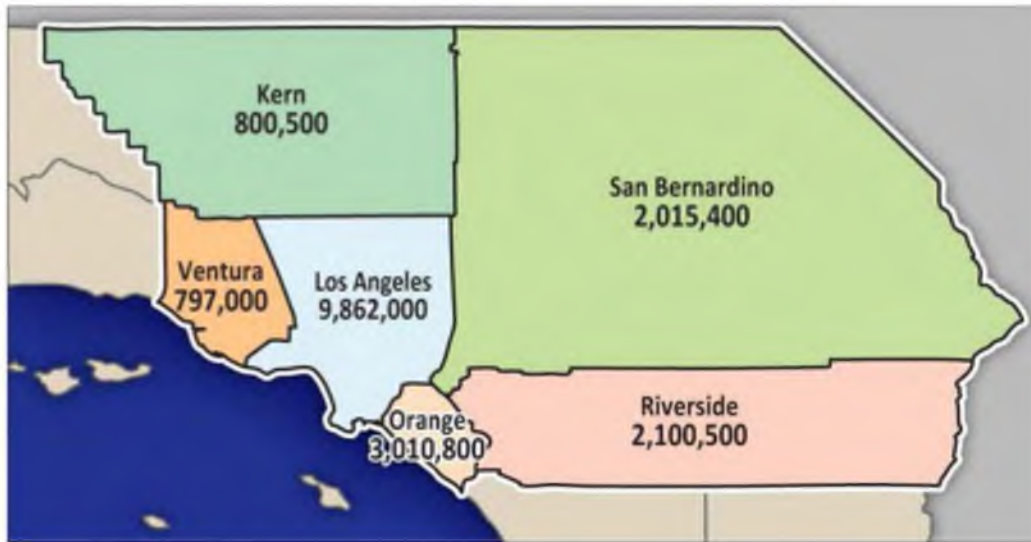 Kern
800,500
San Bernardino
2,015,400
Ventura
797,000
Los Angeles
9,862,000
Orange
3,010,800
Riverside
2,100,500